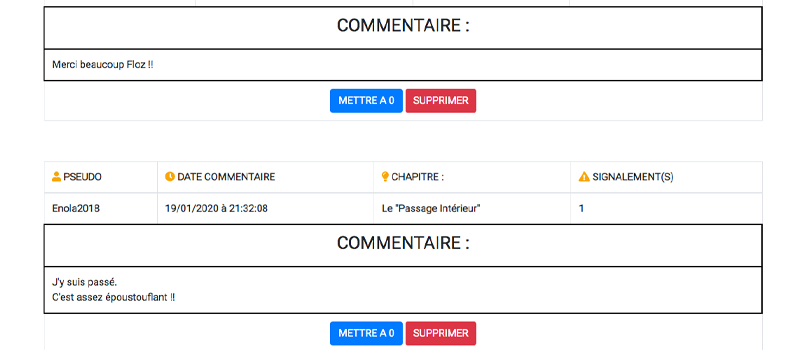 COMMENTAIRE :
Merci beaucoup Floz !!
METTRE A 0 SUPPRIMER
PSEUDO DATE COMMENTAIRE CHAPITRE : SIGNALEMENT(S)
Enola2018 19/01/2020 à 21:32:08 Le "Passage Intérieur" 1
COMMENTAIRE :
J'y suis passé.
C'est assez époustouflant !!
METTRE A 0 SUPPRIMER